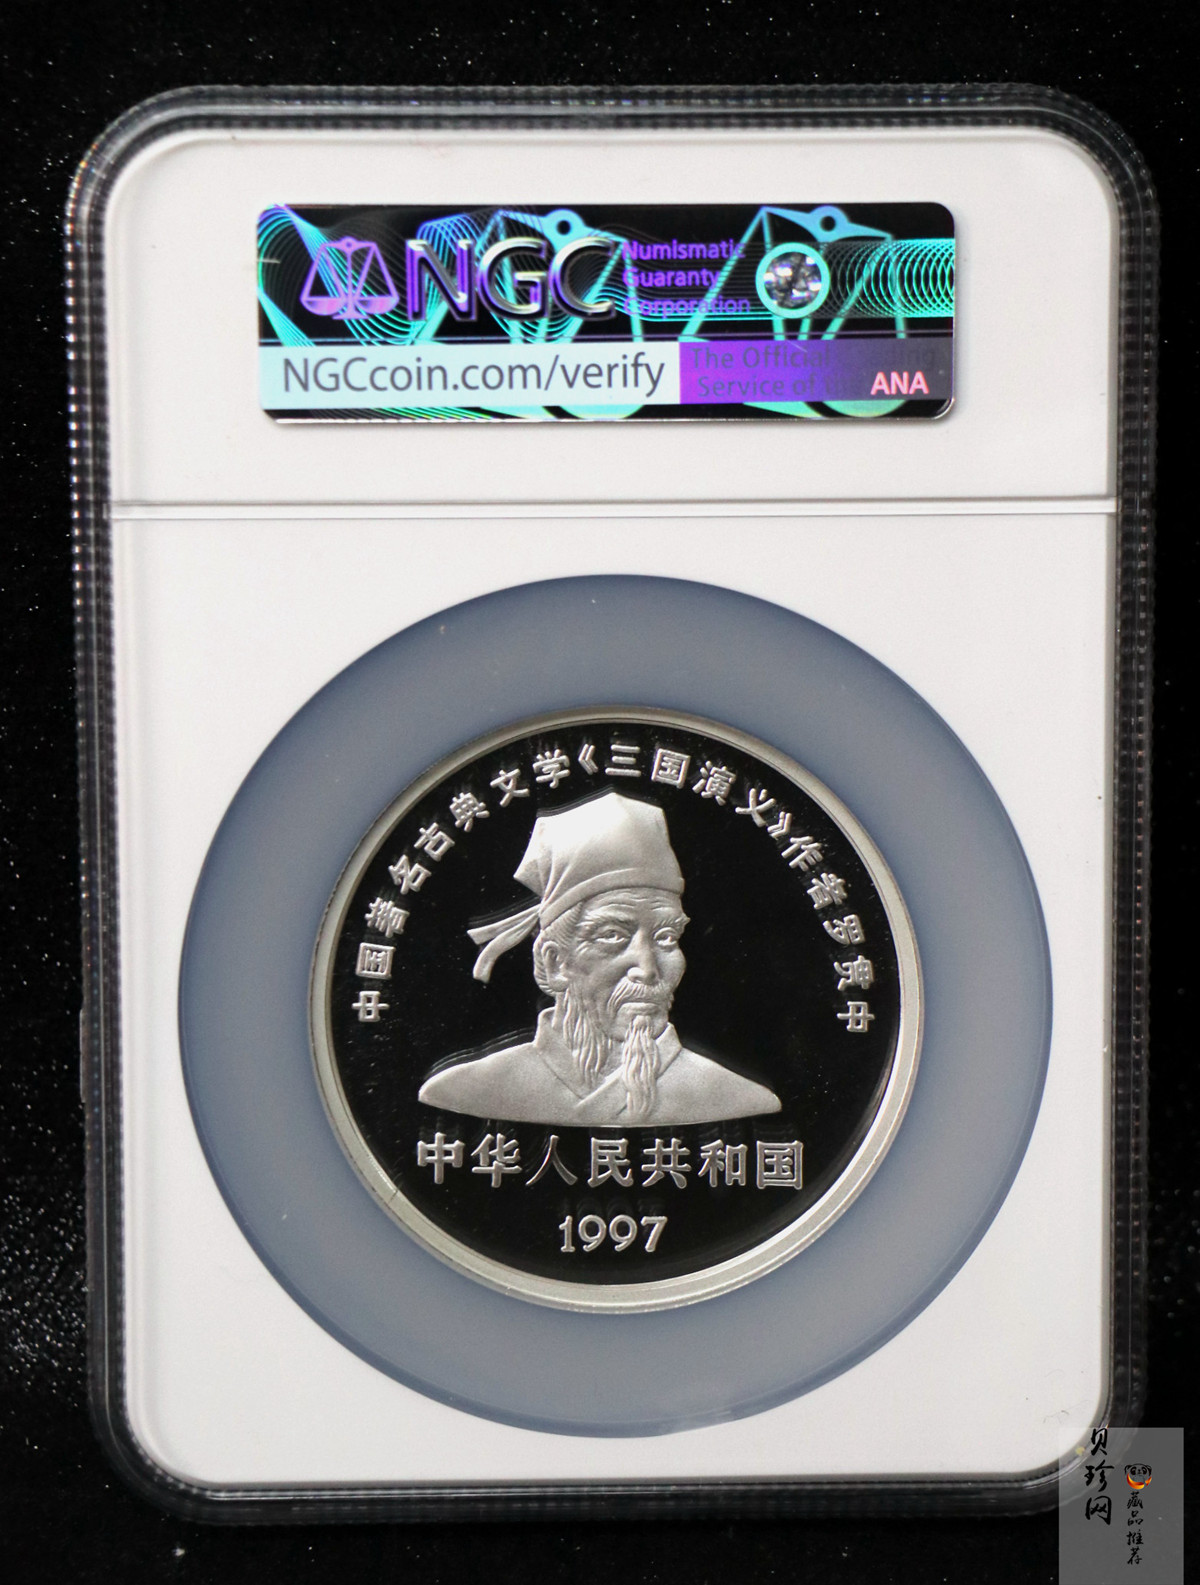 NGC
Numismatic
Guaranty
Corporation
NGCcoin.com/verify
The Official Grading
Service of the ANA
中国著名古典文学《三国演义》作者罗贯中
中华人民共和国
1997
贝珍网
藏品推荐